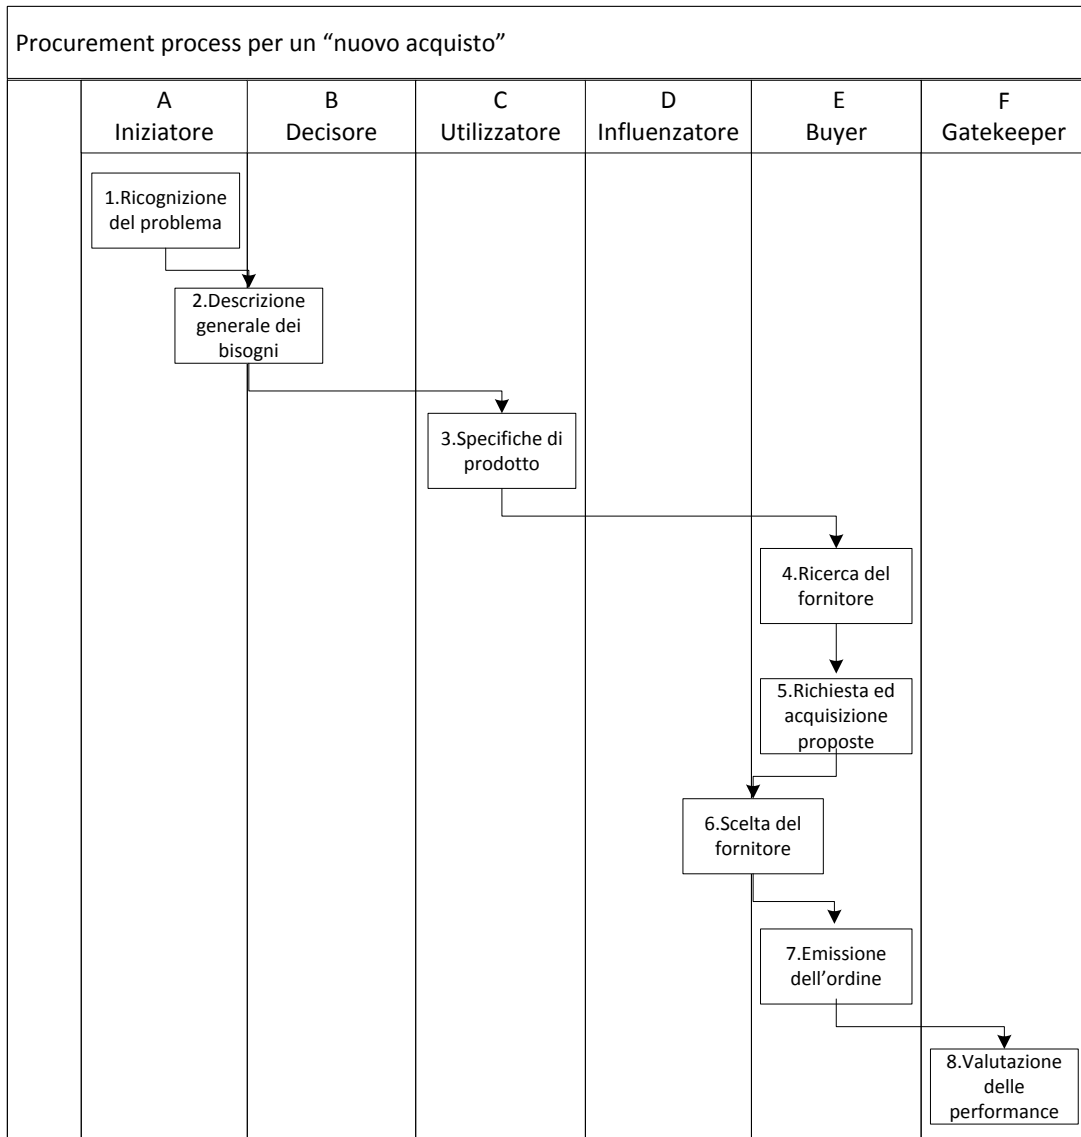 Procurement process per un “nuovo acquisto”
A
Iniziatore
B
Decisore
C
Utilizzatore
D
Influenzatore
E
Buyer
F
Gatekeeper
1.Ricognizione
del problema
2.Descrizione
generale dei
bisogni
3.Specifiche di
prodotto
4.Ricerca del
fornitore
5.Richiesta ed
acquisizione
proposte
6.Scelta del
fornitore
7.Emissione
dell’ordine
8.Valutazione
delle
performance